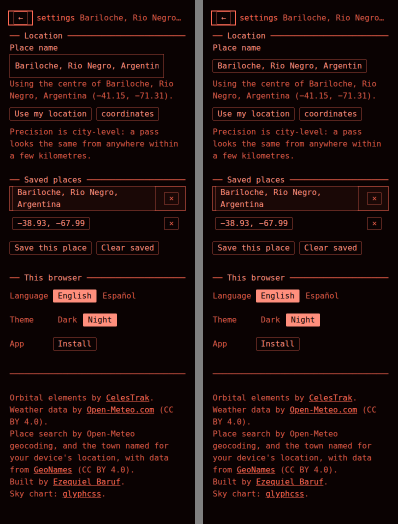 ← settings Bariloche, Río Negro…
Location
Place name
Bariloche, Río Negro, Argentin
Using the centre of Bariloche, Río
Negro, Argentina (−41.15, −71.31).
Use my location coordinates
Precision is city-level: a pass
looks the same from anywhere within
a few kilometres.
Saved places
Bariloche, Río Negro,
Argentina ×
−38.93, −67.99 ×
Save this place Clear saved
This browser
Language English Español
Theme Dark Night
App Install
Orbital elements by CelesTrak.
Weather data by Open-Meteo.com (CC
BY 4.0).
Place search by Open-Meteo
geocoding, and the town named for
your device's location, with data
from GeoNames (CC BY 4.0).
Built by Ezequiel Baruf.
Sky chart: glyphcss.
← settings Bariloche, Río Negro…
Location
Place name
Bariloche, Río Negro, Argentin
Using the centre of Bariloche, Río
Negro, Argentina (−41.15, −71.31).
Use my location coordinates
Precision is city-level: a pass
looks the same from anywhere within
a few kilometres.
Saved places
Bariloche, Río Negro,
Argentina ×
−38.93, −67.99 ×
Save this place Clear saved
This browser
Language English Español
Theme Dark Night
App Install
Orbital elements by CelesTrak.
Weather data by Open-Meteo.com (CC
BY 4.0).
Place search by Open-Meteo
geocoding, and the town named for
your device's location, with data
from GeoNames (CC BY 4.0).
Built by Ezequiel Baruf.
Sky chart: glyphcss.